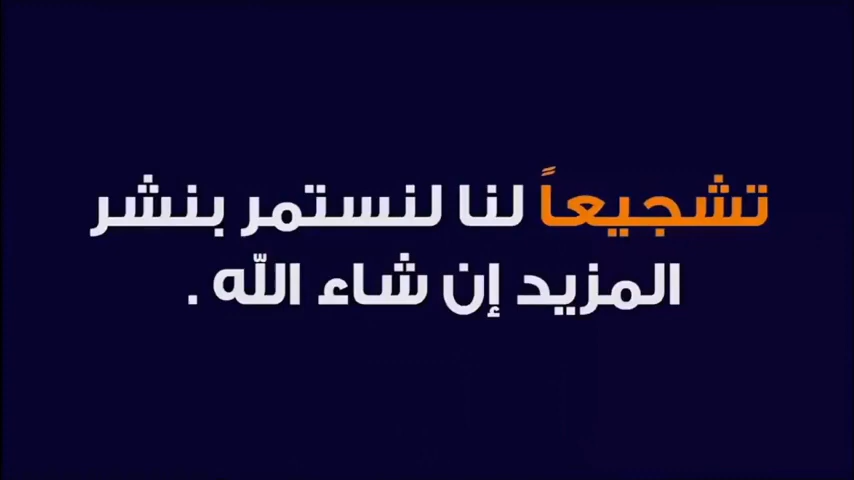 تشجيعاً لنا لنستمر بنشر
المزيد إن شاء الله .